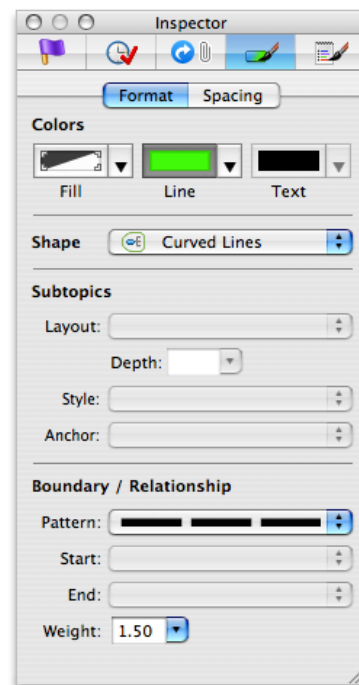 Inspector
Format Spacing
Colors
Fill Line Text
Shape Curved Lines
Subtopics
Layout:
Depth:
Style:
Anchor:
Boundary / Relationship
Pattern:
Start:
End:
Weight: 1.50